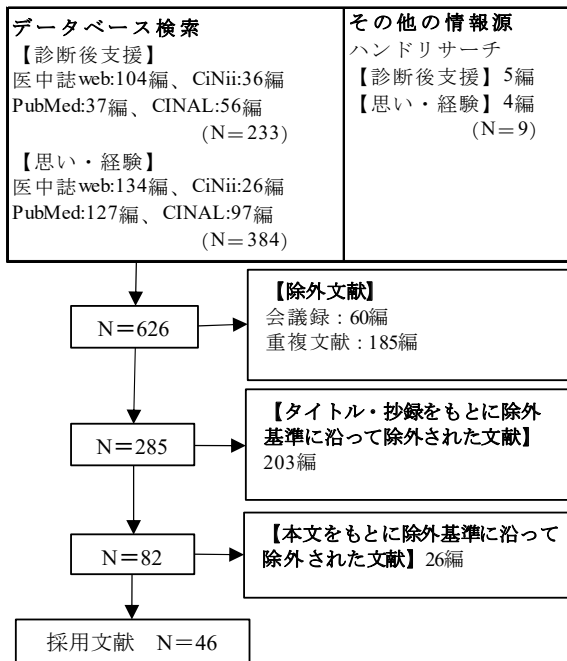 データベース検索
【診断後支援】
医中誌web:104編、CiNii:36編
PubMed:37編、CINAL:56編
(N＝233)
【思い・経験】
医中誌web:134編、CiNii:26編
PubMed:127編、CINAL:97編
(N＝384)
その他の情報源
ハンドリサーチ
【診断後支援】5編
【思い・経験】4編
(N＝9)
N＝626
【除外文献】
会議録：60編
重複文献：185編
N＝285
【タイトル・抄録をもとに除外
基準に沿って除外された文献】
203編
N＝82
【本文をもとに除外基準に沿って
除外された文献】26編
採用文献　N＝46